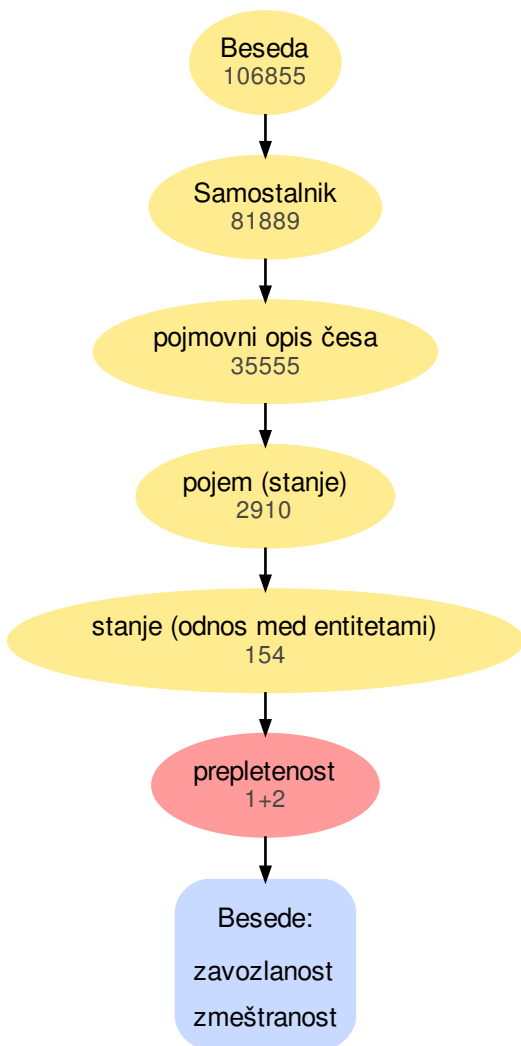 Beseda
106855
Samostalnik
81889
pojmovni opis česa
35555
pojem (stanje)
2910
stanje (odnos med entitetami)
154
prepletenost
1+2
Besede:
zavozlanost
zmeštranost